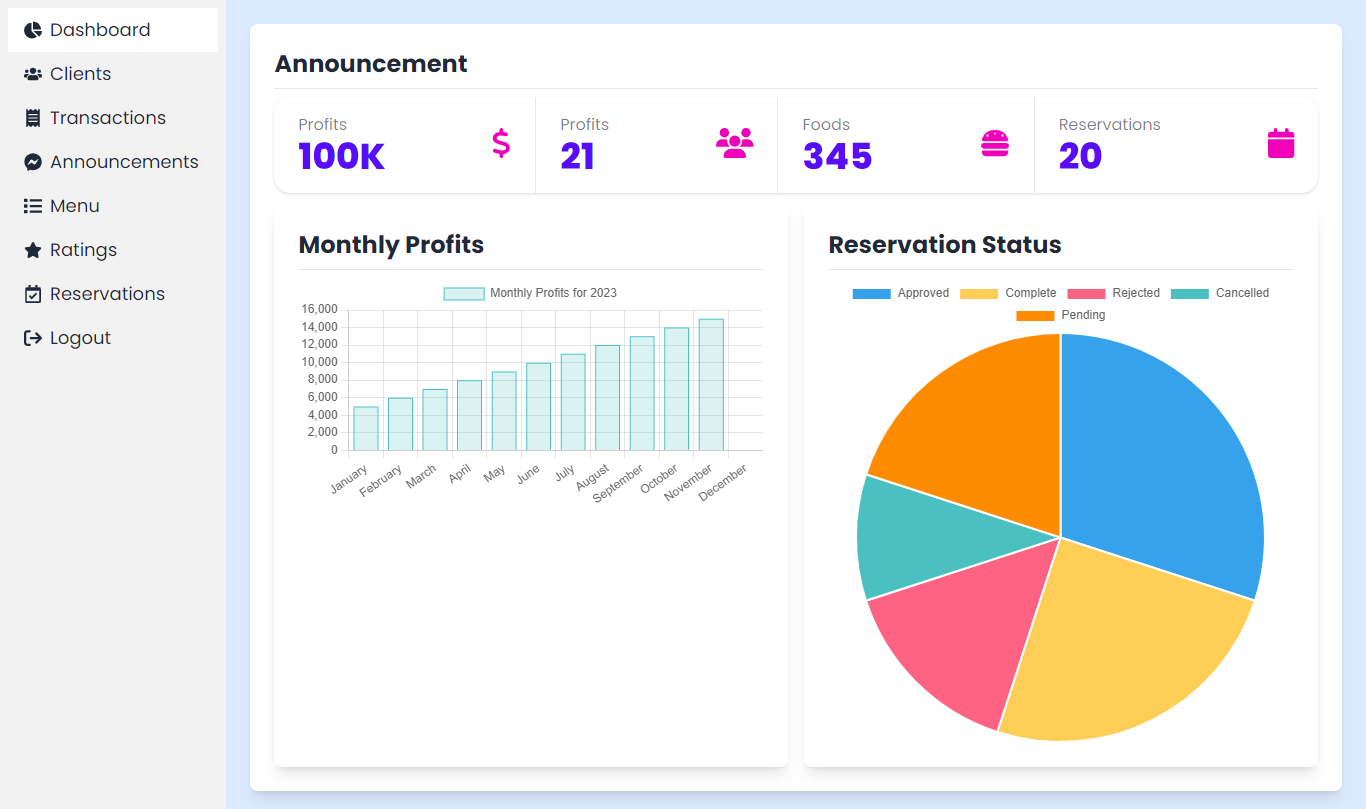 Dashboard
Clients
Transactions
Announcements
Menu
Ratings
Reservations
Logout
Announcement
Profits
100K
Profits
21
Foods
345
Reservations
20
Monthly Profits
Monthly Profits for 2023
16,000
14,000
12,000
10,000
8,000
6,000
4,000
2,000
0
January
February
March
April
May
June
July
August
September
October
November
December
Reservation Status
Approved
Complete
Rejected
Cancelled
Pending